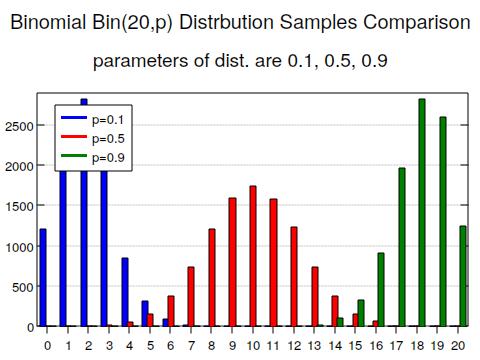 Binomial Bin(20,p) Distrbution Samples Comparison
parameters of dist. are 0.1, 0.5, 0.9
p=0.1
p=0.5
p=0.9
2500
2000
1500
1000
500
0
0 1 2 3 4 5 6 7 8 9 10 11 12 13 14 15 16 17 18 19 20